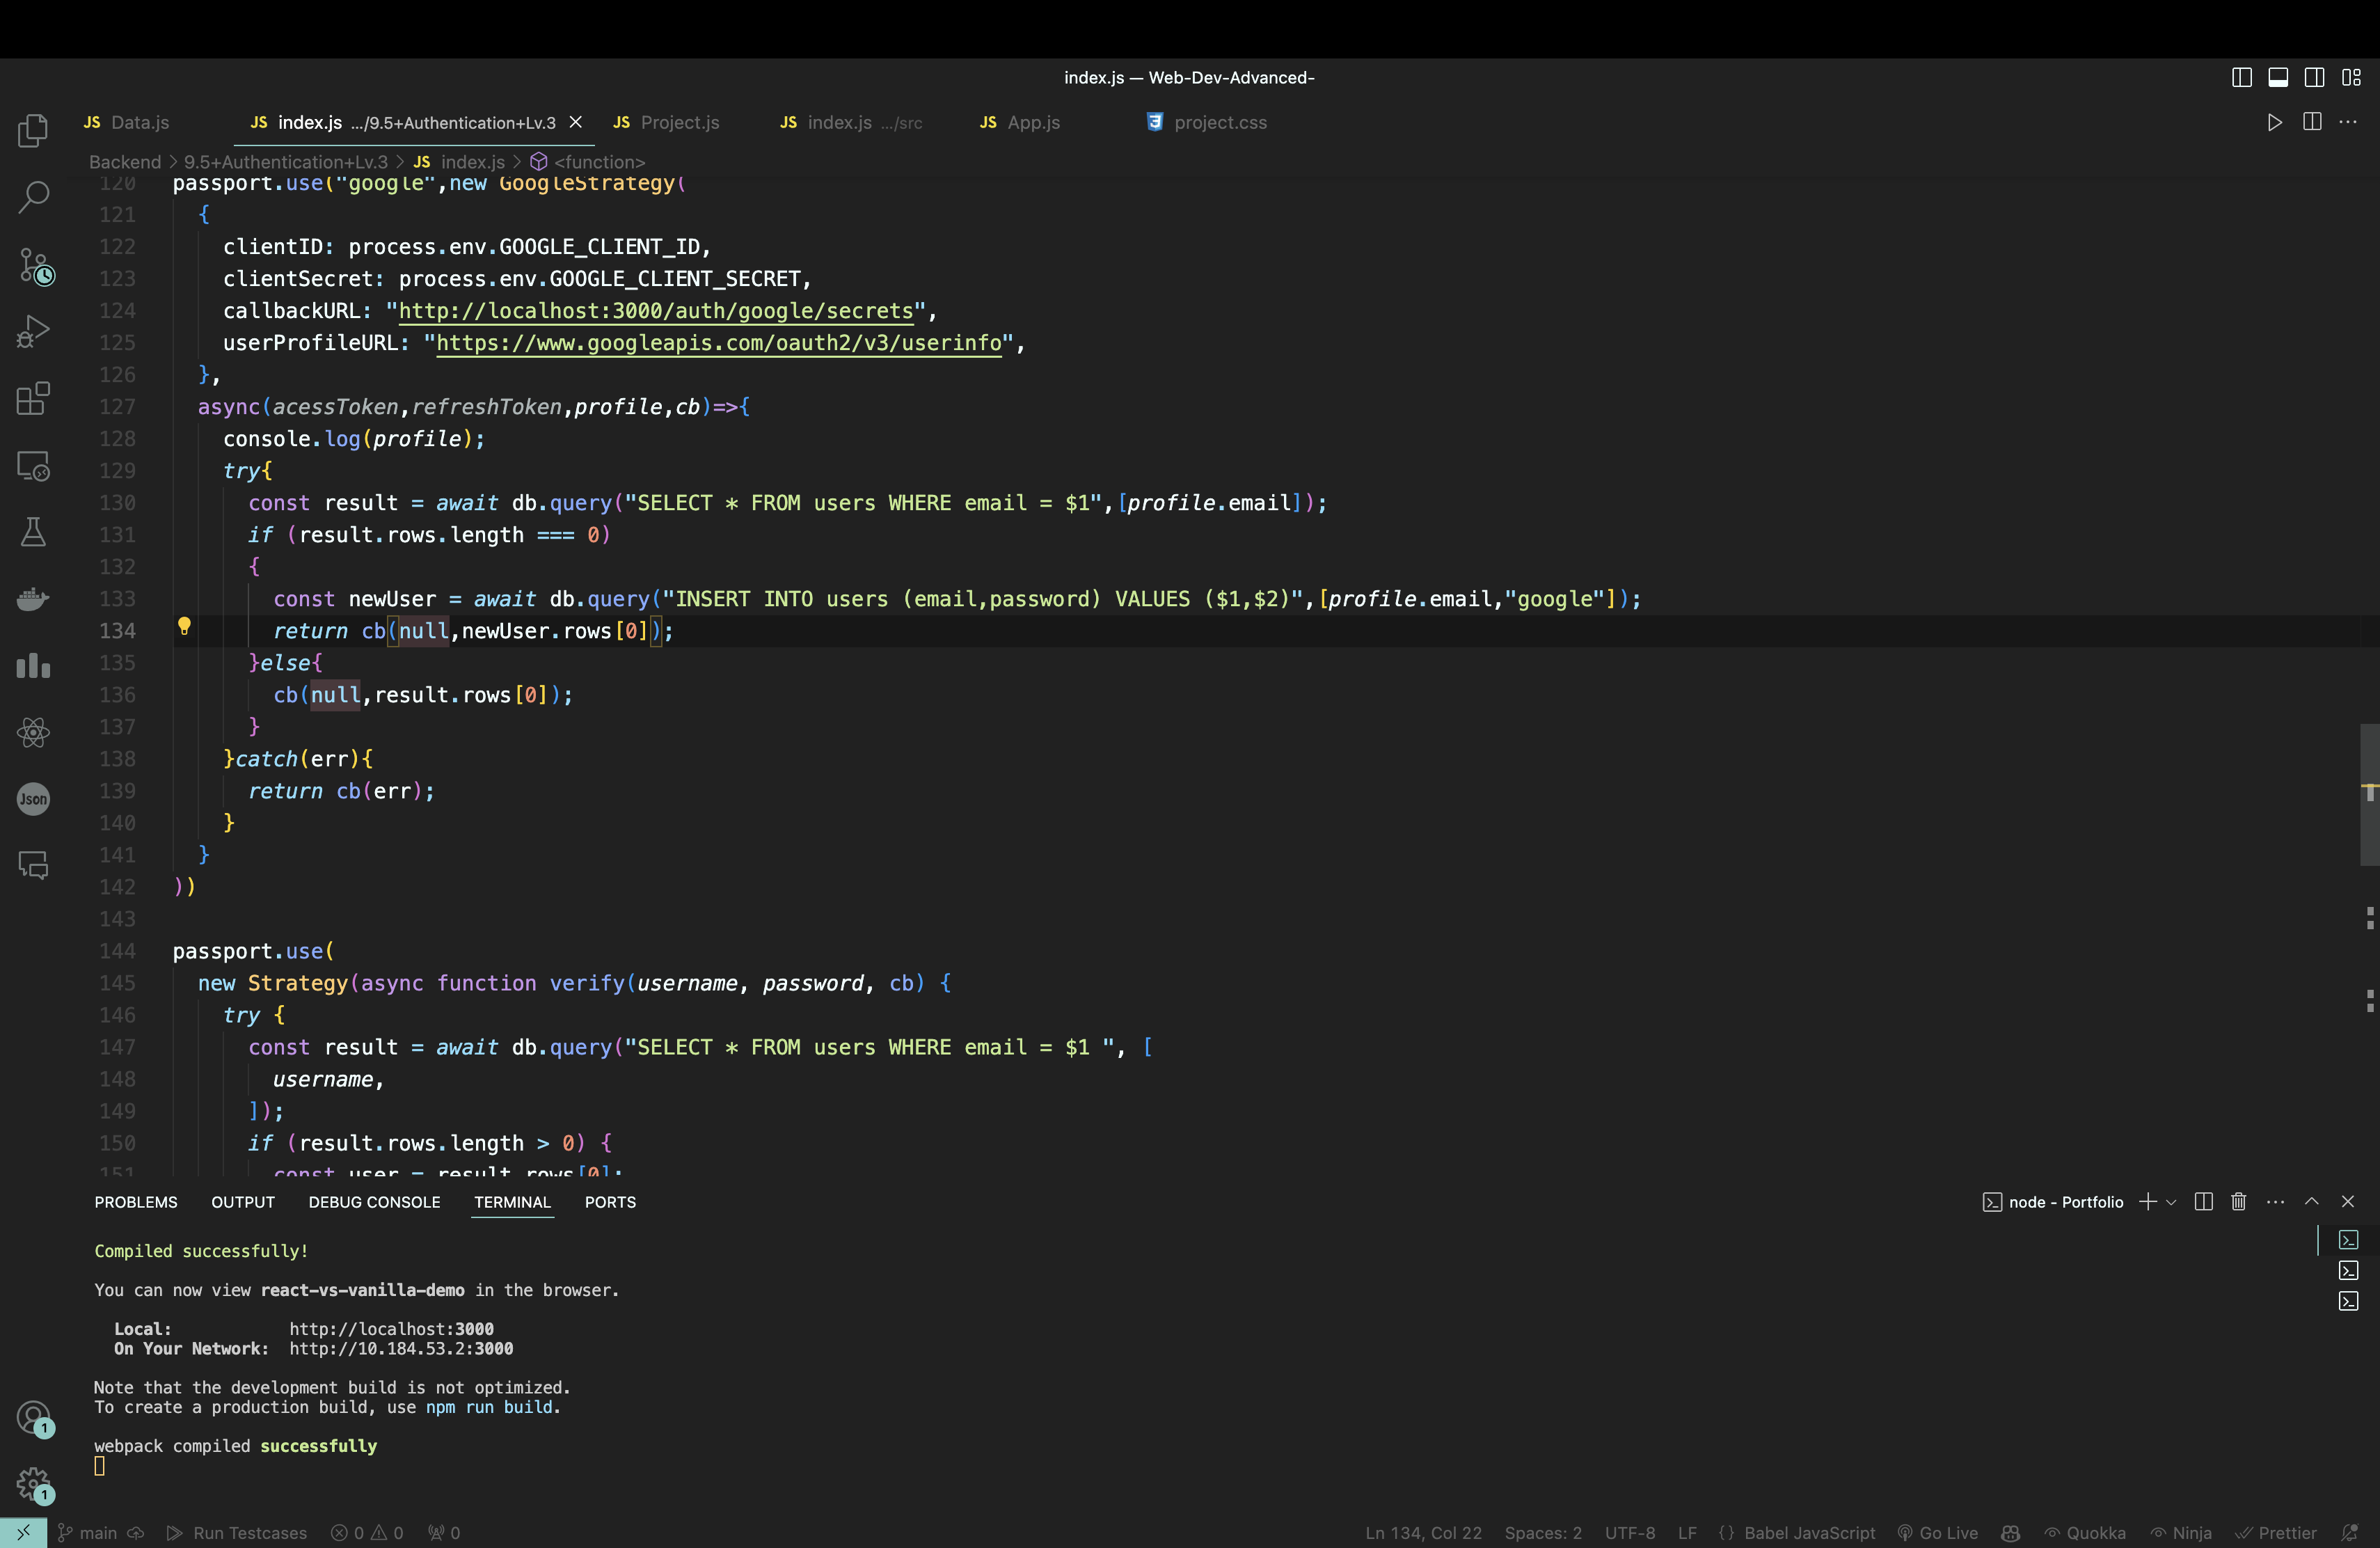 index.js — Web-Dev-Advanced-
JS Data.js
JS index.js .../9.5+Authentication+Lv.3
JS Project.js
JS index.js .../src
JS App.js
project.css
Backend > 9.5+Authentication+Lv.3 > JS index.js > <function>
120 passport.use("google",new GoogleStrategy(
121 {
122 clientID: process.env.GOOGLE_CLIENT_ID,
123 clientSecret: process.env.GOOGLE_CLIENT_SECRET,
124 callbackURL: "http://localhost:3000/auth/google/secrets",
125 userProfileURL: "https://www.googleapis.com/oauth2/v3/userinfo",
126 },
127 async(acessToken,refreshToken,profile,cb)=>{
128 console.log(profile);
129 try{
130 const result = await db.query("SELECT * FROM users WHERE email = $1",[profile.email]);
131 if (result.rows.length === 0)
132 {
133 const newUser = await db.query("INSERT INTO users (email,password) VALUES ($1,$2)",[profile.email,"google"]);
134 return cb(null,newUser.rows[0]);
135 }else{
136 cb(null,result.rows[0]);
137 }
138 }catch(err){
139 return cb(err);
140 }
141 }
142 ))
143
144 passport.use(
145 new Strategy(async function verify(username, password, cb) {
146 try {
147 const result = await db.query("SELECT * FROM users WHERE email = $1 ", [
148 username,
149 ]);
150 if (result.rows.length > 0) {
151 const user = result.rows[0];
Json
PROBLEMS OUTPUT DEBUG CONSOLE TERMINAL PORTS
node - Portfolio
Compiled successfully!
You can now view react-vs-vanilla-demo in the browser.
Local: http://localhost:3000
On Your Network: http://10.184.53.2:3000
Note that the development build is not optimized.
To create a production build, use npm run build.
webpack compiled successfully
1
1
main Run Testcases 0 0 0
Ln 134, Col 22 Spaces: 2 UTF-8 LF {} Babel JavaScript Go Live Quokka Ninja Prettier